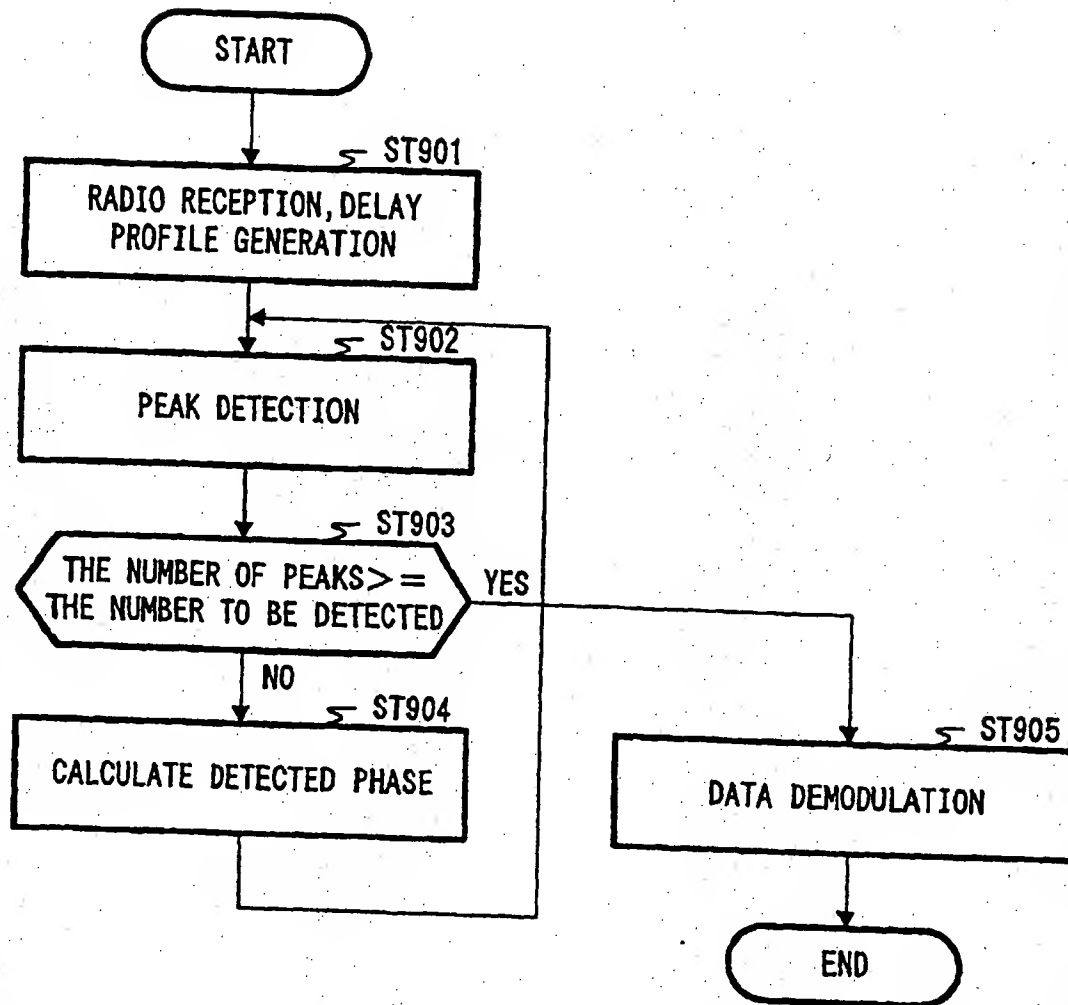 START
ST901
RADIO RECEPTION, DELAY
PROFILE GENERATION
ST902
PEAK DETECTION
ST903
THE NUMBER OF PEAKS>=
THE NUMBER TO BE DETECTED
YES
NO
ST904
CALCULATE DETECTED PHASE
ST905
DATA DEMODULATION
END